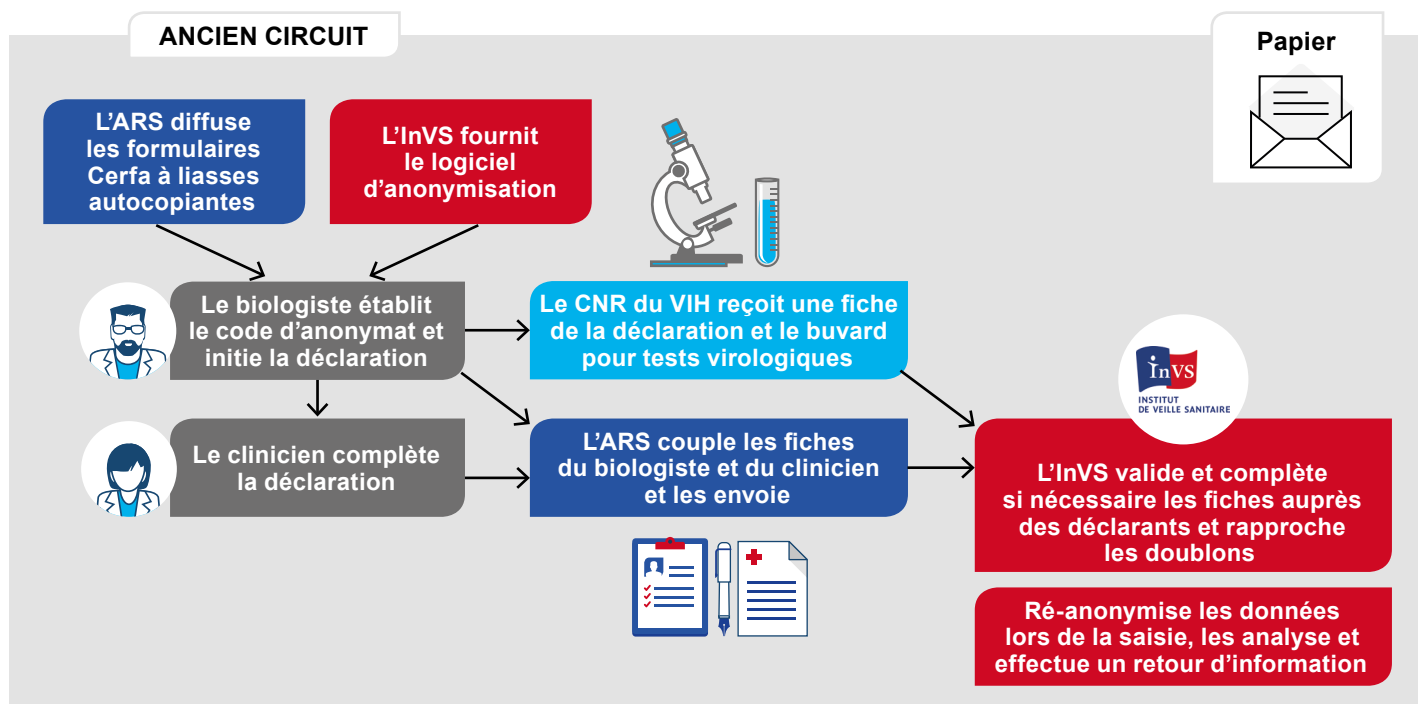 ANCIEN CIRCUIT
Papier
L'ARS diffuse
les formulaires
Cerfa à liasses
autocopiantes
L'InVS fournit
le logiciel
d'anonymisation
Le biologiste établit
le code d'anonymat et
initie la déclaration
Le CNR du VIH reçoit une fiche
de la déclaration et le buvard
pour tests virologiques
InVS
INSTITUT
DE VEILLE SANITAIRE
Le clinicien complète
la déclaration
L'ARS couple les fiches
du biologiste et du clinicien
et les envoie
L'InVS valide et complète
si nécessaire les fiches auprès
des déclarants et rapproche
les doublons
Ré-anonymise les données
lors de la saisie, les analyse et
effectue un retour d'information